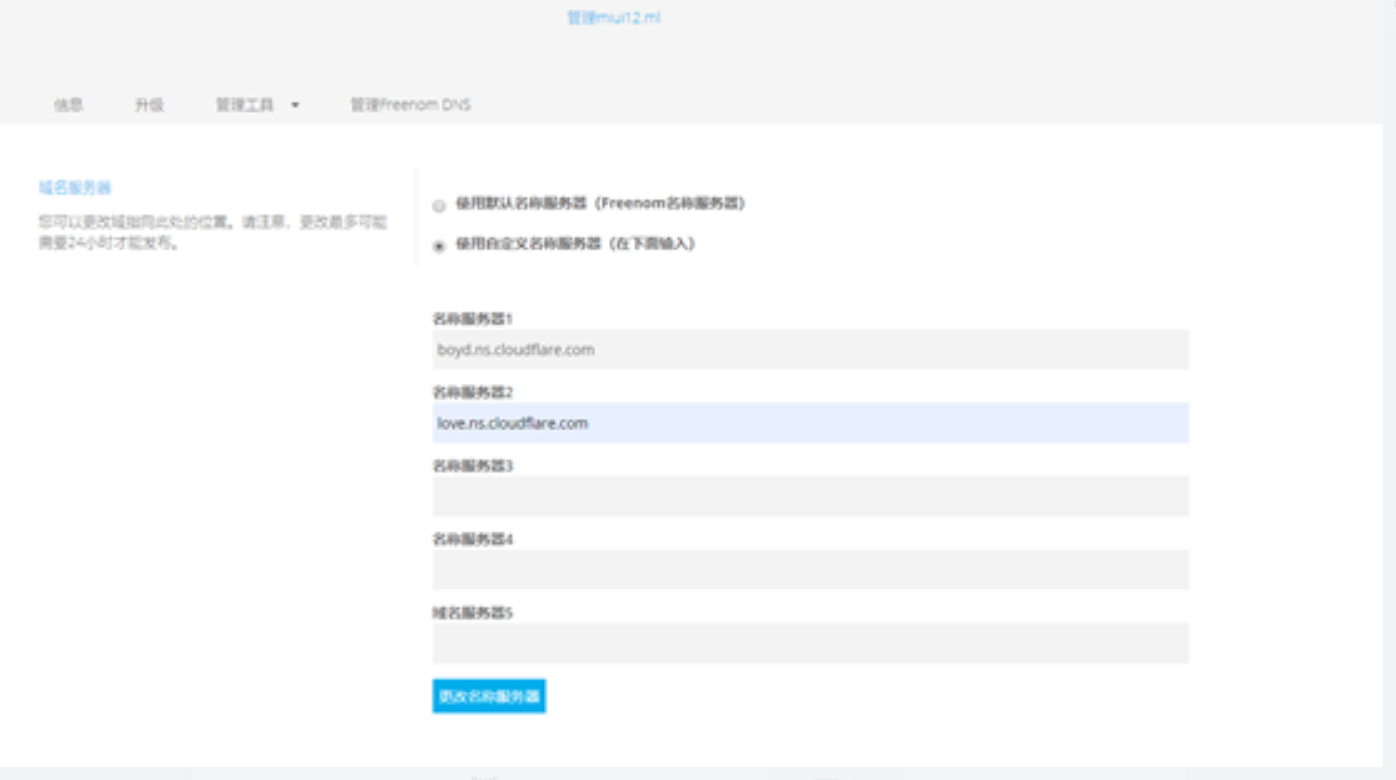 管理miui12.ml
信息 升级 管理工具 管理Freenom DNS
域名服务器
您可以更改域指向此处的位置。请注意，更改最多可能
需要24小时才能发布。
使用默认名称服务器（Freenom名称服务器）
使用自定义名称服务器（在下面输入）
名称服务器1
boyd.ns.cloudflare.com
名称服务器2
love.ns.cloudflare.com
名称服务器3
名称服务器4
域名服务器5
更改名称服务器